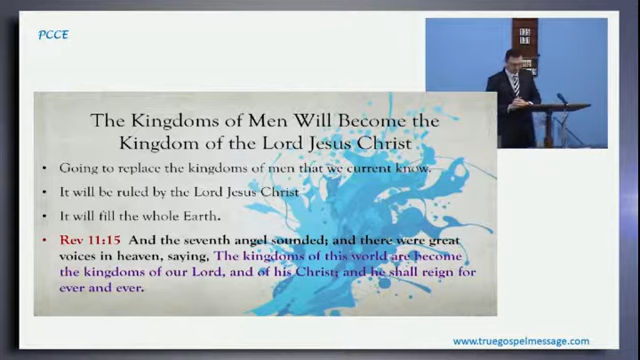 PCCE
135
131
The Kingdoms of Men Will Become the
Kingdom of the Lord Jesus Christ
• Going to replace the kingdoms of men that we current know.
• It will be ruled by the Lord Jesus Christ
• It will fill the whole Earth.
• Rev 11:15 And the seventh angel sounded; and there were great
voices in heaven, saying, The kingdoms of this world are become
the kingdoms of our Lord, and of his Christ; and he shall reign for
ever and ever.
www.truegospelmessage.com